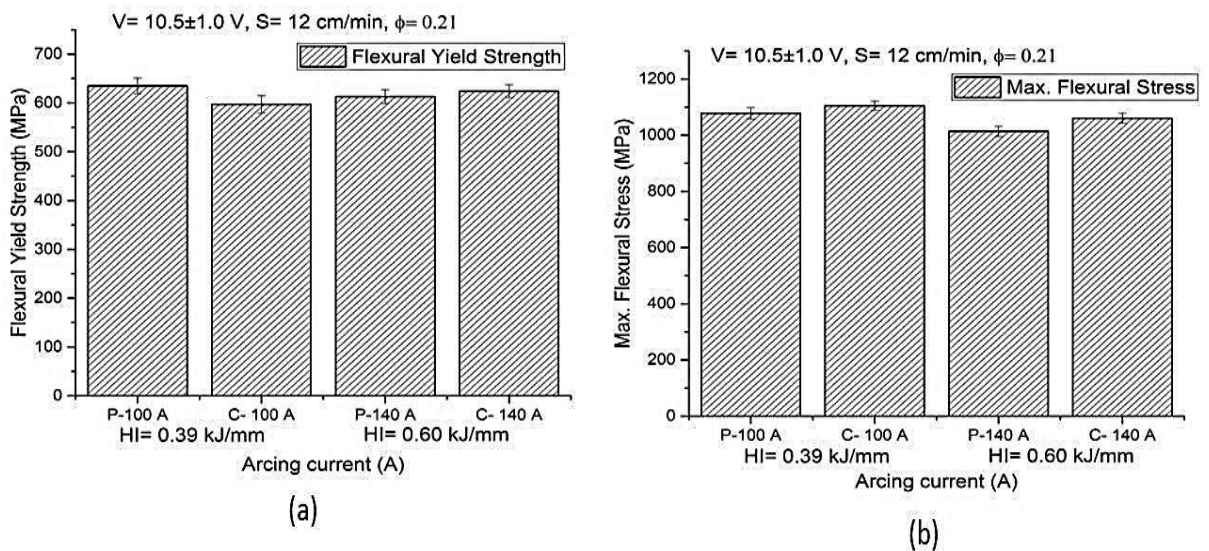 V= 10.5±1.0 V, S= 12 cm/min, ϕ= 0.21
Flexural Yield Strength
Flexural Yield Strength (MPa)
700
600
500
400
300
200
100
0
P-100 A C- 100 A P-140 A C- 140 A
HI= 0.39 kJ/mm HI= 0.60 kJ/mm
Arcing current (A)
(a)
V= 10.5±1.0 V, S= 12 cm/min, ϕ= 0.21
Max. Flexural Stress
Max. Flexural Stress (MPa)
1200
1000
800
600
400
200
0
P-100 A C- 100 A P-140 A C- 140 A
HI= 0.39 kJ/mm HI= 0.60 kJ/mm
Arcing current (A)
(b)